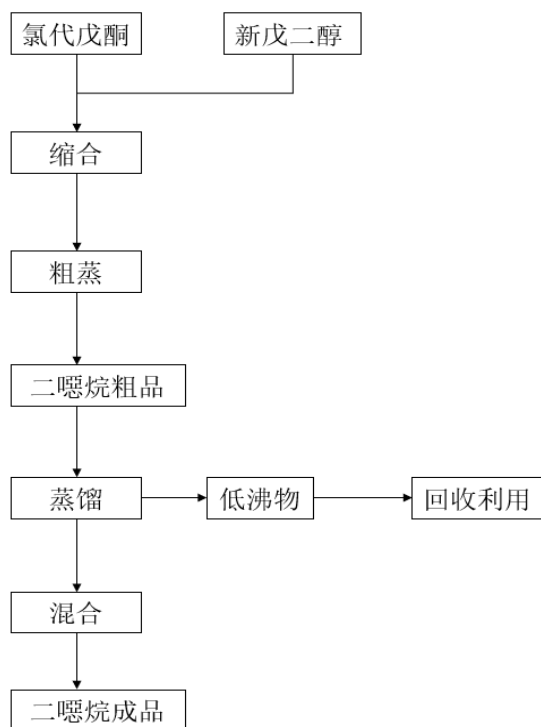 氯代戊酮
新戊二醇
缩合
粗蒸
二噁烷粗品
蒸馏
低沸物
回收利用
混合
二噁烷成品